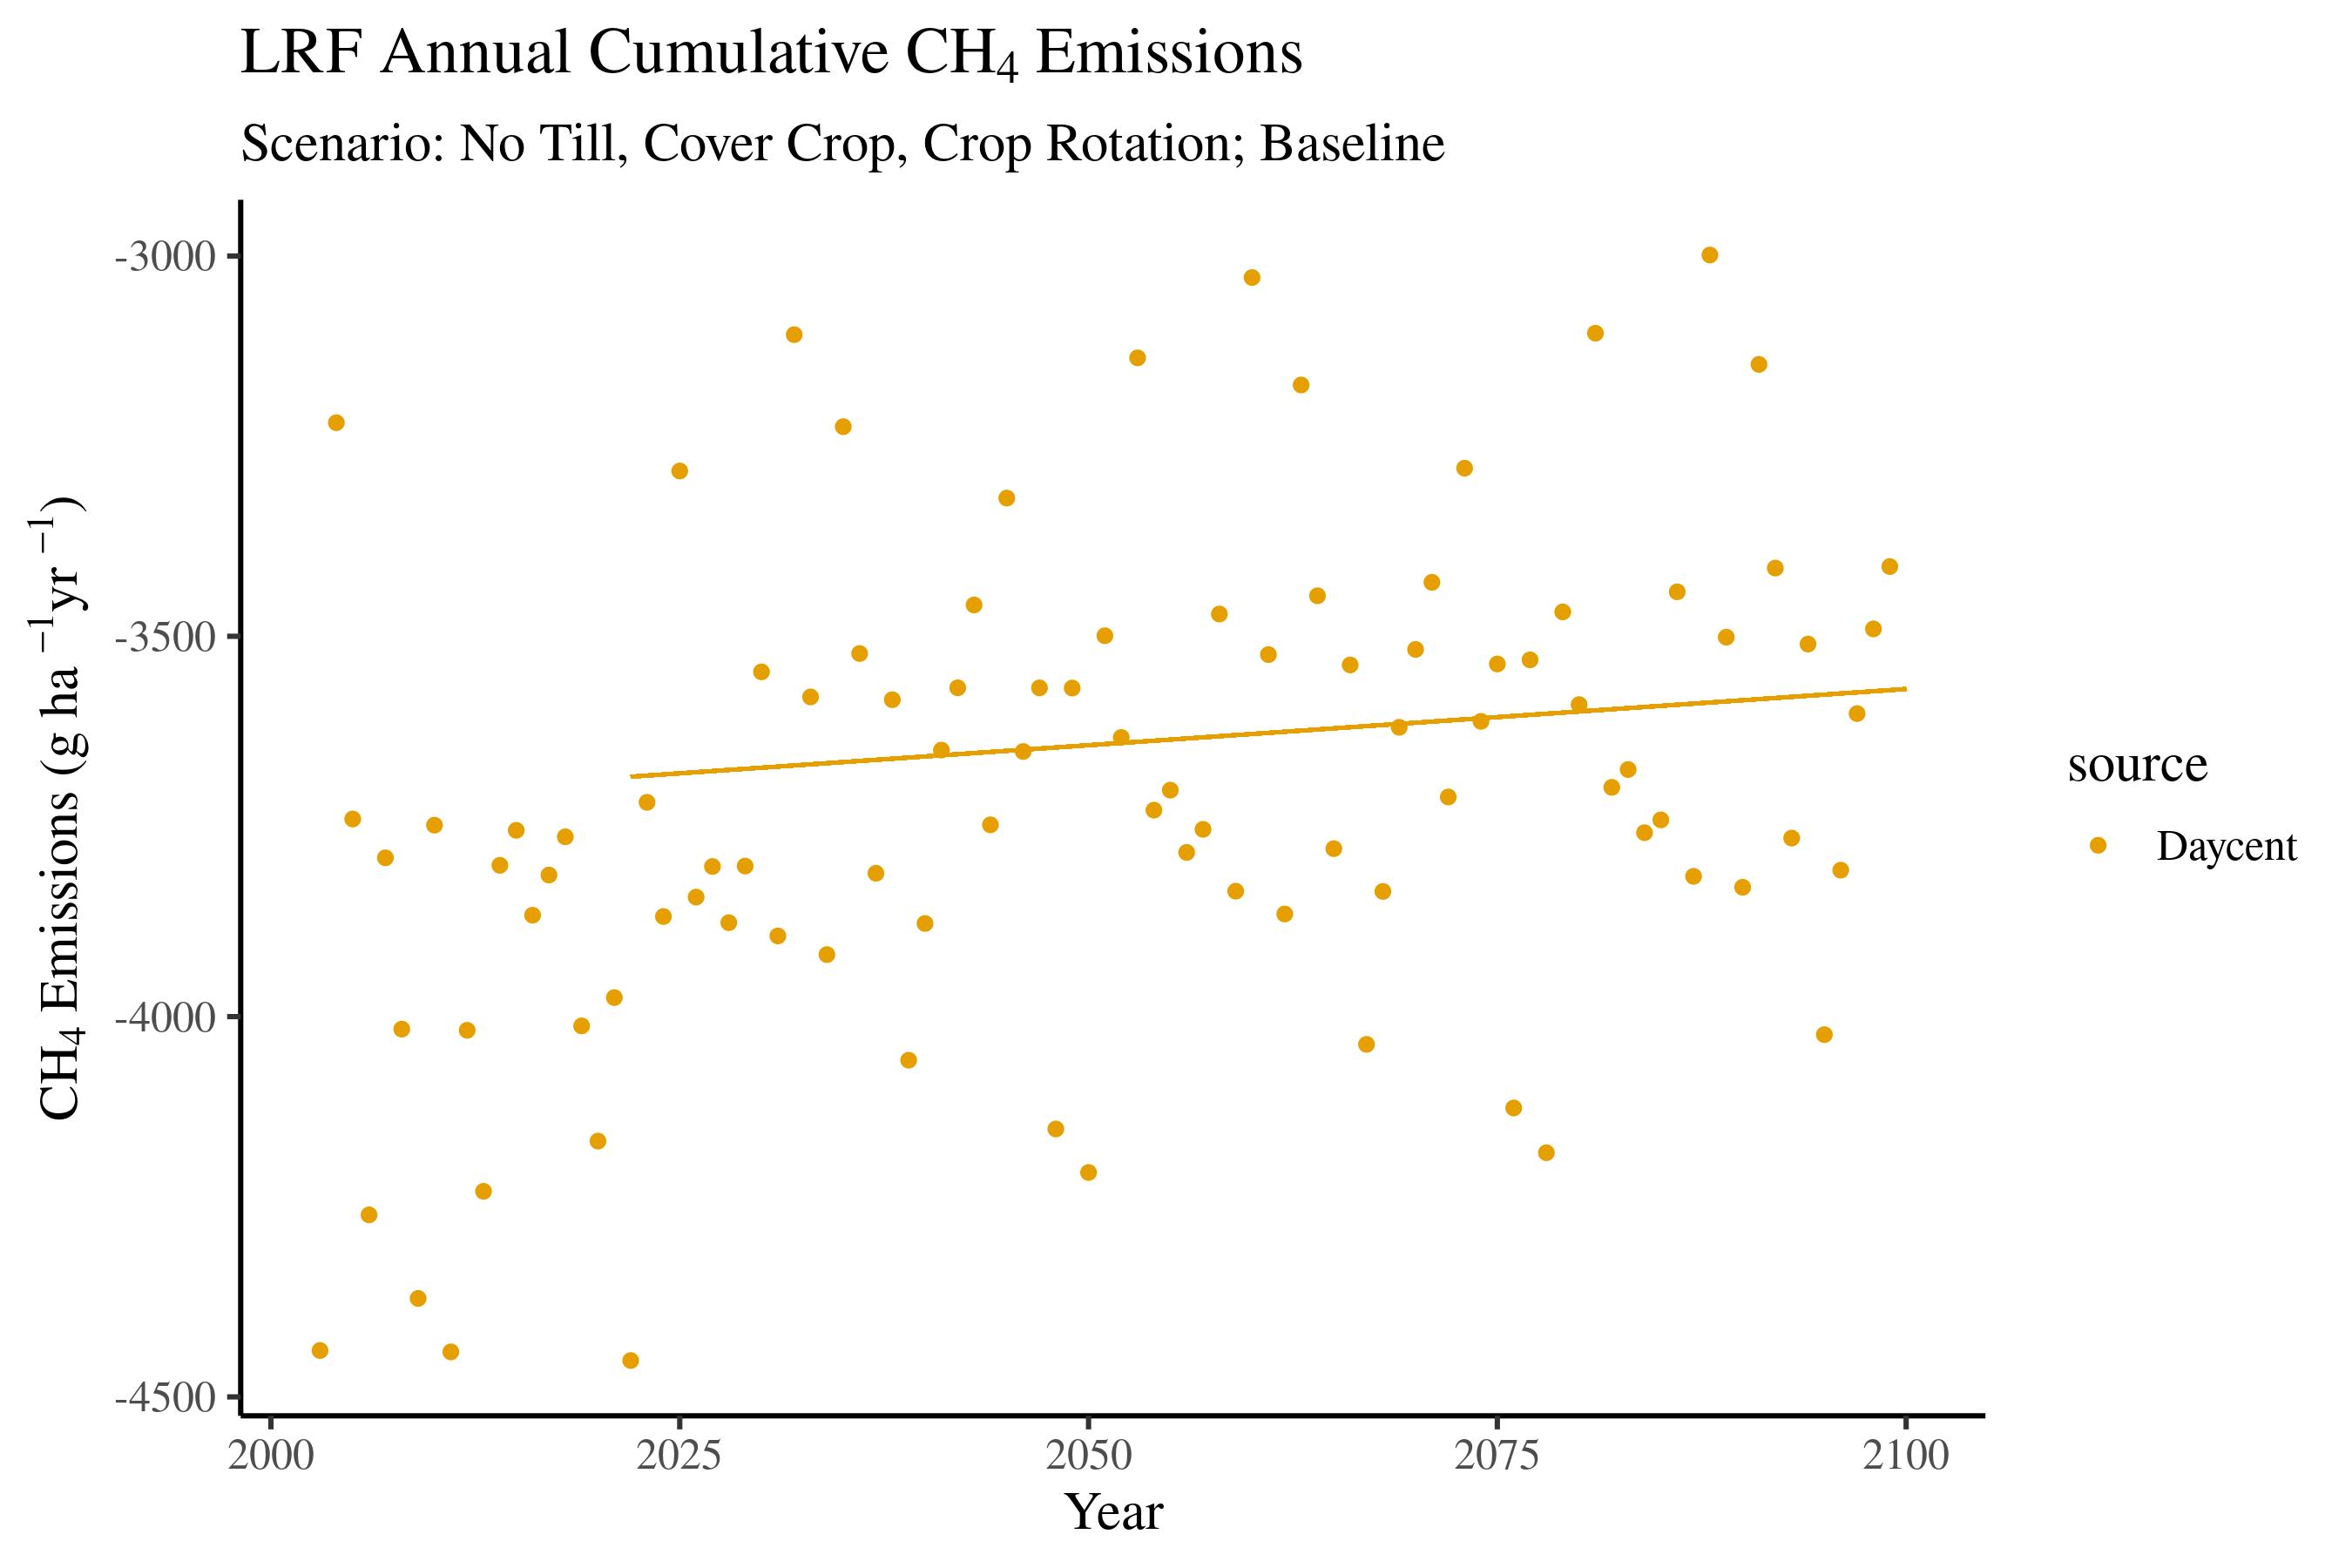 LRF Annual Cumulative CH₄ Emissions
Scenario: No Till, Cover Crop, Crop Rotation; Baseline
CH₄ Emissions (g ha ⁻¹yr ⁻¹)
-3000
-3500
-4000
-4500
2000 2025 2050 2075 2100
Year
source
Daycent